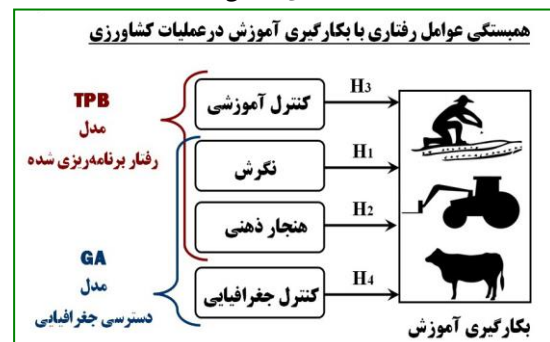 همبستگی عوامل رفتاری با بکارگیری آموزش درعملیات کشاورزی
TPB
مدل
رفتار برنامه‌ریزی شده
GA
مدل
دسترسی جغرافیایی
کنترل آموزشی
H3
نگرش
H1
هنجار ذهنی
H2
کنترل جغرافیایی
H4
بکارگیری آموزش